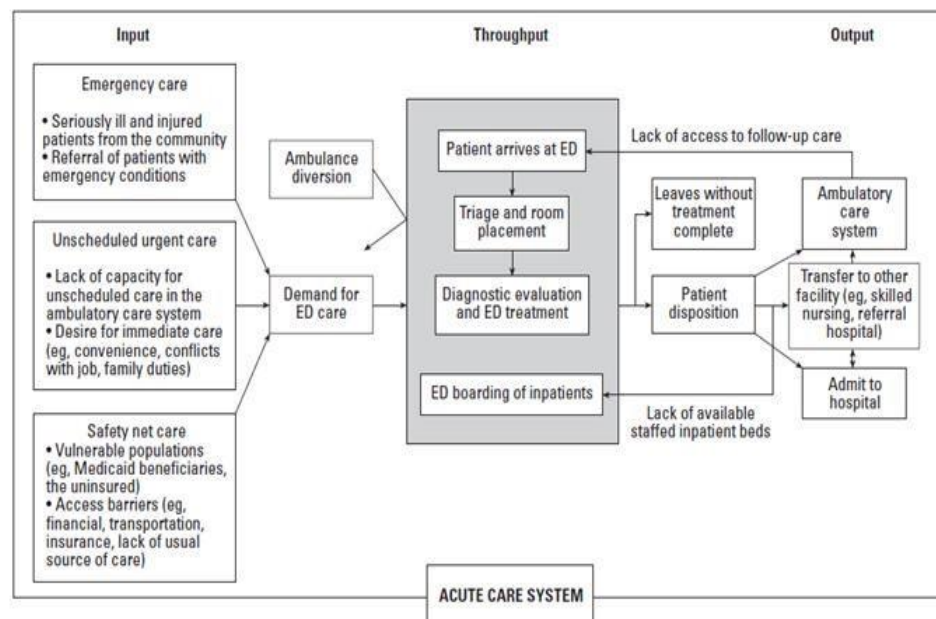 Input
Throughput
Output
Emergency care
• Seriously ill and injured
patients from the community
• Referral of patients with
emergency conditions
Unscheduled urgent care
• Lack of capacity for
unscheduled care in the
ambulatory care system
• Desire for immediate care
(eg, convenience, conflicts
with job, family duties)
Safety net care
• Vulnerable populations
(eg, Medicaid beneficiaries,
the uninsured)
• Access barriers (eg,
financial, transportation,
insurance, lack of usual
source of care)
Ambulance
diversion
Demand for
ED care
Patient arrives at ED
Triage and room
placement
Diagnostic evaluation
and ED treatment
ED boarding of inpatients
Lack of access to follow-up care
Leaves without
treatment
complete
Patient
disposition
Lack of available
staffed inpatient beds
Ambulatory
care
system
Transfer to other
facility (eg, skilled
nursing, referral
hospital)
Admit to
hospital
ACUTE CARE SYSTEM